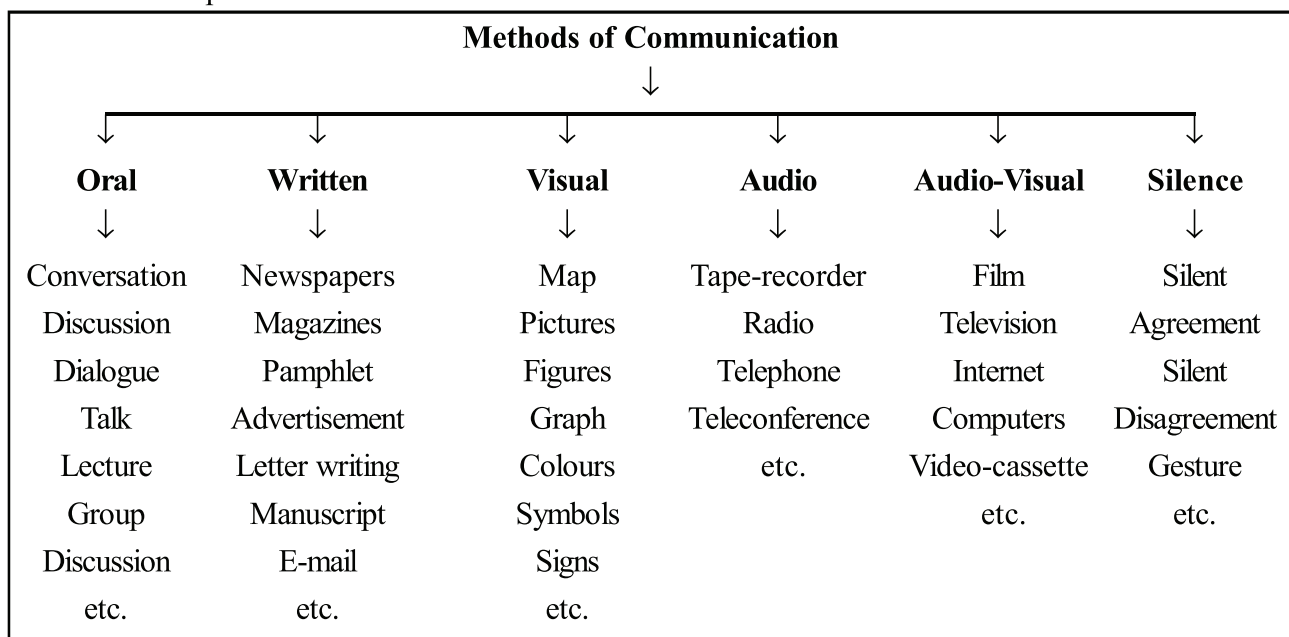 Methods of Communication
↓
↓ ↓ ↓ ↓ ↓ ↓
Oral Written Visual Audio Audio-Visual Silence
↓ ↓ ↓ ↓ ↓ ↓
Conversation Newspapers Map Tape-recorder Film Silent
Discussion Magazines Pictures Radio Television Agreement
Dialogue Pamphlet Figures Telephone Internet Silent
Talk Advertisement Graph Teleconference Computers Disagreement
Lecture Letter writing Colours etc. Video-cassette Gesture
Group Manuscript Symbols etc. etc.
Discussion E-mail Signs
etc. etc. etc.